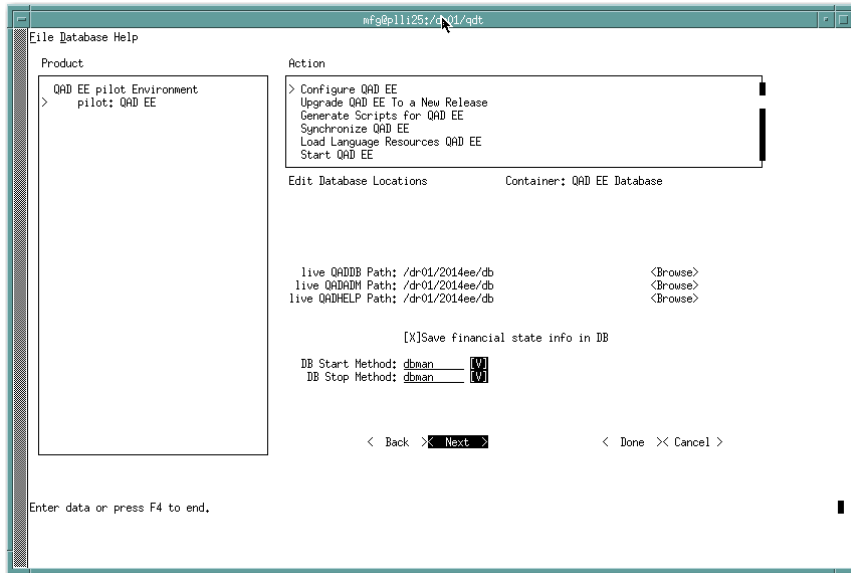 mfg@plli25:/dr01/qdt
File Database Help
Product
QAD EE pilot Environment
> pilot: QAD EE
Action
> Configure QAD EE
Upgrade QAD EE To a New Release
Generate Scripts for QAD EE
Synchronize QAD EE
Load Language Resources QAD EE
Start QAD EE
Edit Database Locations Container: QAD EE Database
live QADDB Path: /dr01/2014ee/db <Browse>
live QADADM Path: /dr01/2014ee/db <Browse>
live QADHELP Path: /dr01/2014ee/db <Browse>
[X]Save financial state info in DB
DB Start Method: dbman [V]
DB Stop Method: dbman [V]
< Back >< Next > < Done >< Cancel >
Enter data or press F4 to end.